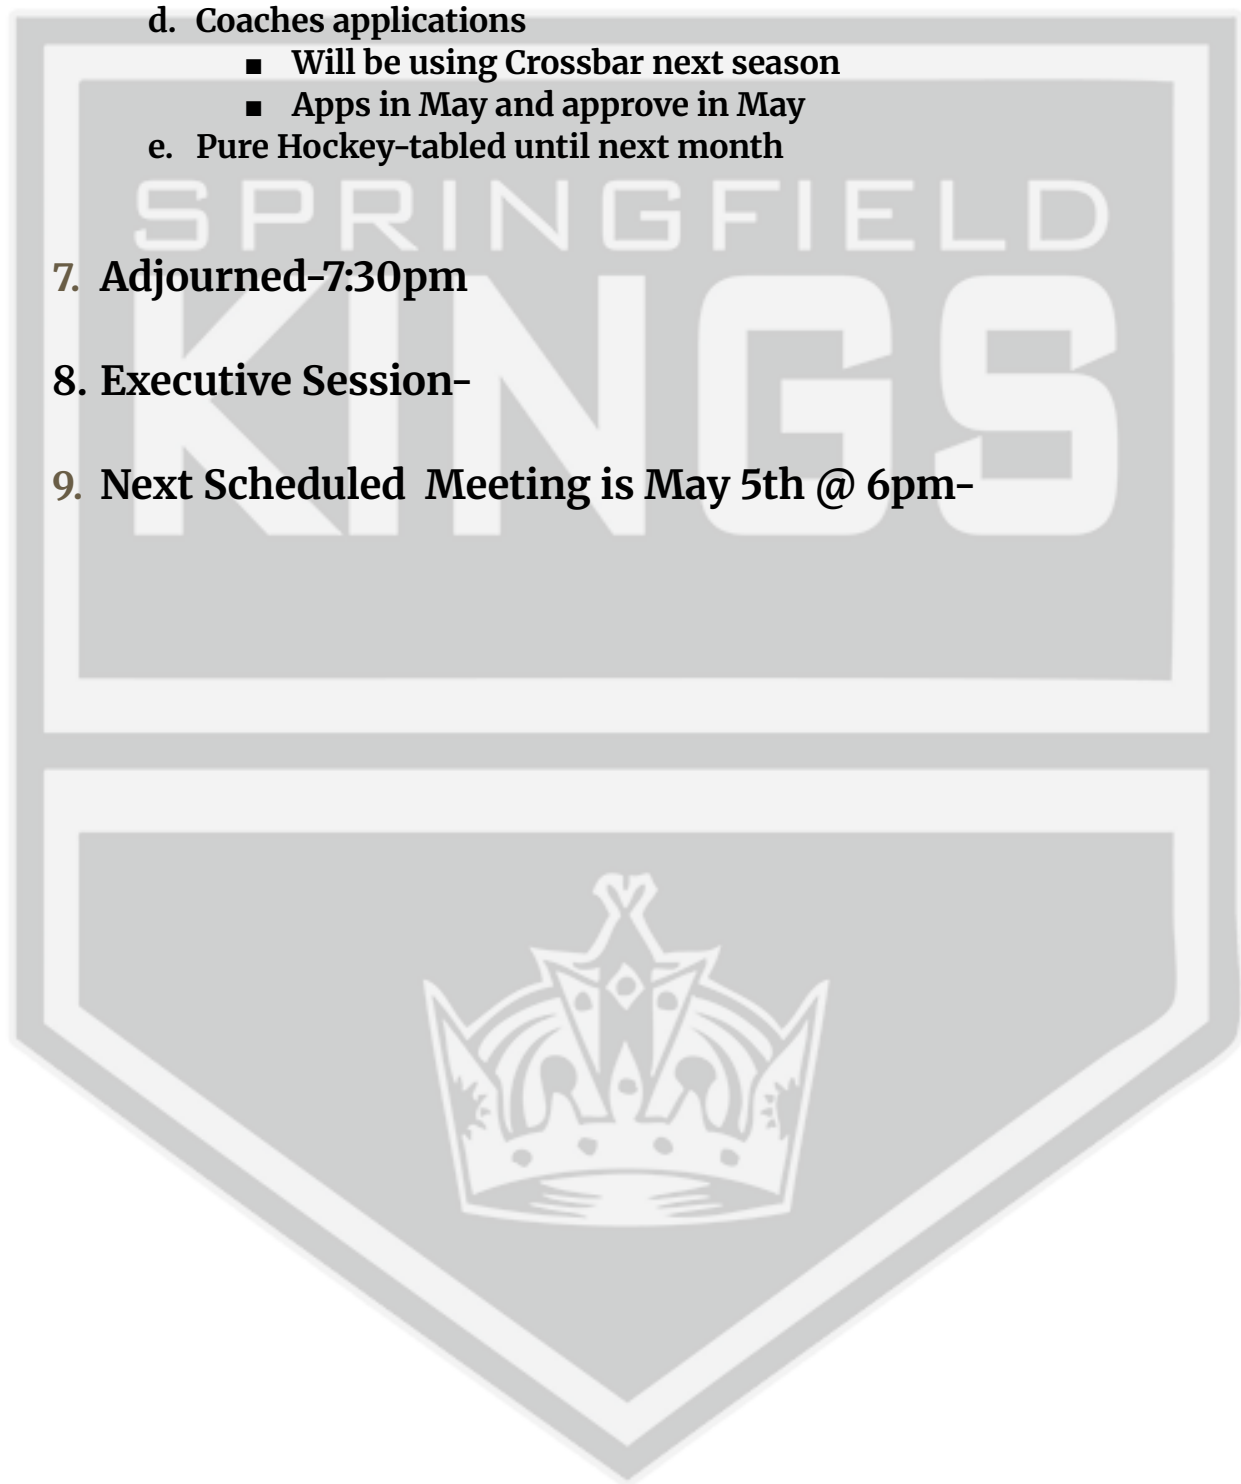 d. Coaches applications
■ Will be using Crossbar next season
■ Apps in May and approve in May
e. Pure Hockey-tabled until next month
SPRINGFIELD
KINGS
7. Adjourned-7:30pm
8. Executive Session-
9. Next Scheduled  Meeting is May 5th @ 6pm-